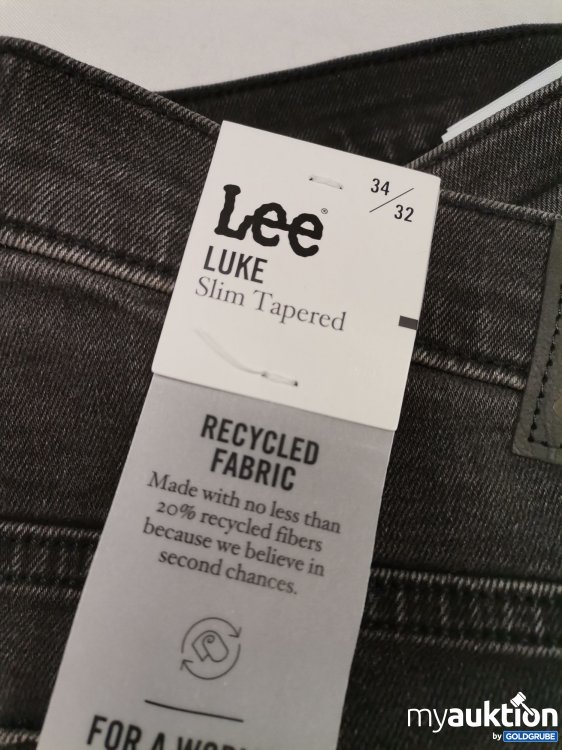 34/32
Lee®
LUKE
Slim Tapered
RECYCLED
FABRIC
Made with no less than
20% recycled fibers
because we believe in
second chances.
FOR A
myauktion
by GOLDGRUBE